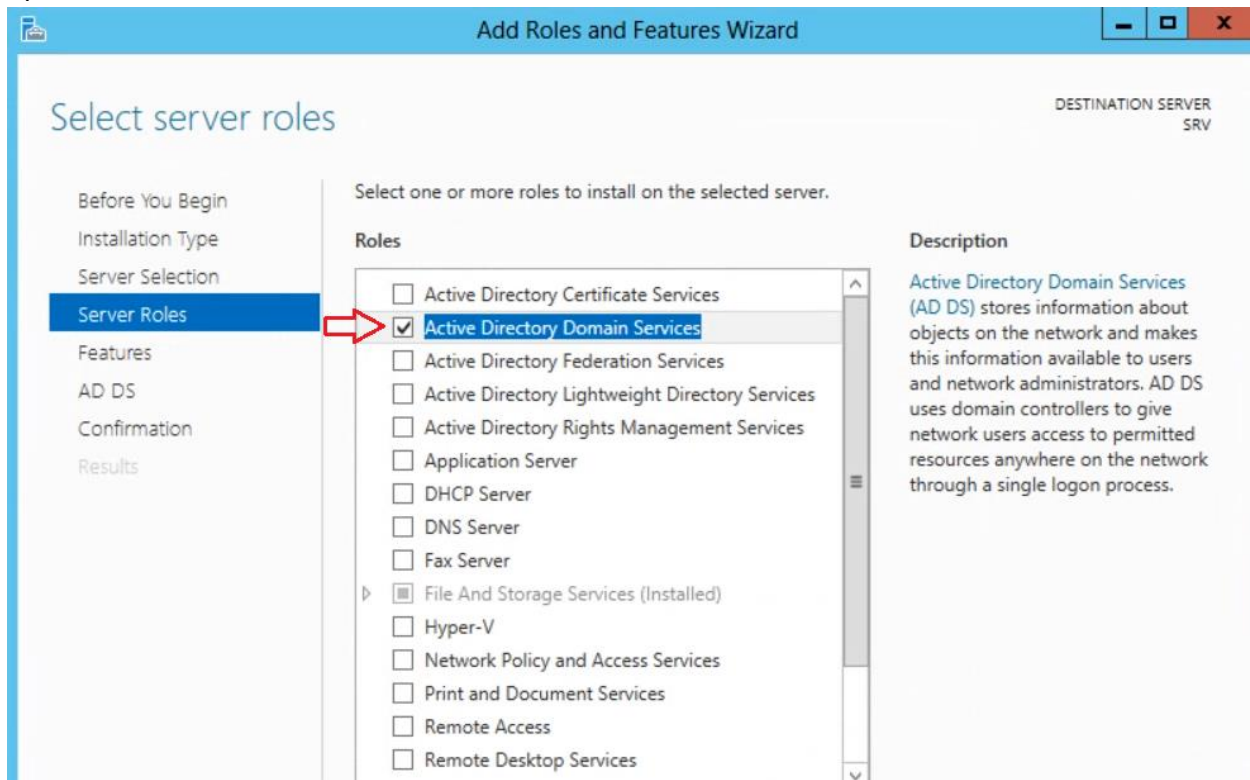 Add Roles and Features Wizard
Select server roles
DESTINATION SERVER
SRV
Before You Begin
Installation Type
Server Selection
Server Roles
Features
AD DS
Confirmation
Results
Select one or more roles to install on the selected server.
Roles
Active Directory Certificate Services
Active Directory Domain Services
Active Directory Federation Services
Active Directory Lightweight Directory Services
Active Directory Rights Management Services
Application Server
DHCP Server
DNS Server
Fax Server
File And Storage Services (Installed)
Hyper-V
Network Policy and Access Services
Print and Document Services
Remote Access
Remote Desktop Services
Description
Active Directory Domain Services
(AD DS) stores information about
objects on the network and makes
this information available to users
and network administrators. AD DS
uses domain controllers to give
network users access to permitted
resources anywhere on the network
through a single logon process.